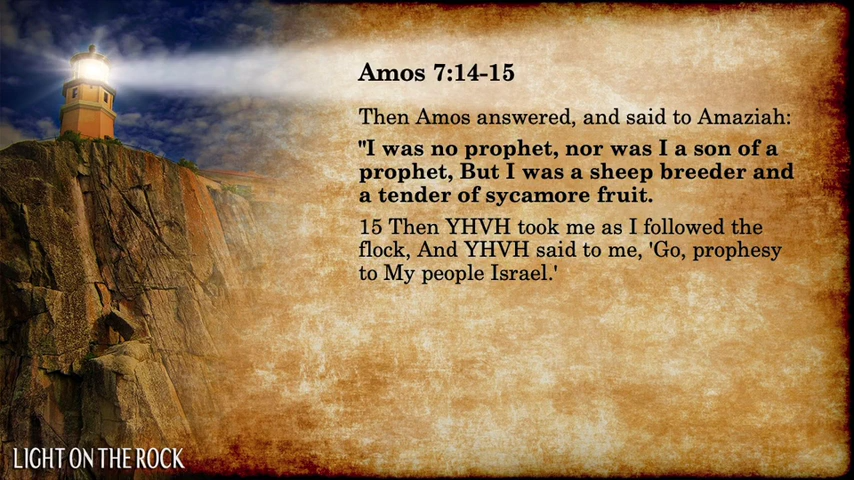 Amos 7:14-15
Then Amos answered, and said to Amaziah:
"I was no prophet, nor was I a son of a
prophet, But I was a sheep breeder and
a tender of sycamore fruit.
15 Then YHVH took me as I followed the
flock, And YHVH said to me, 'Go, prophesy
to My people Israel.'
LIGHT ON THE ROCK